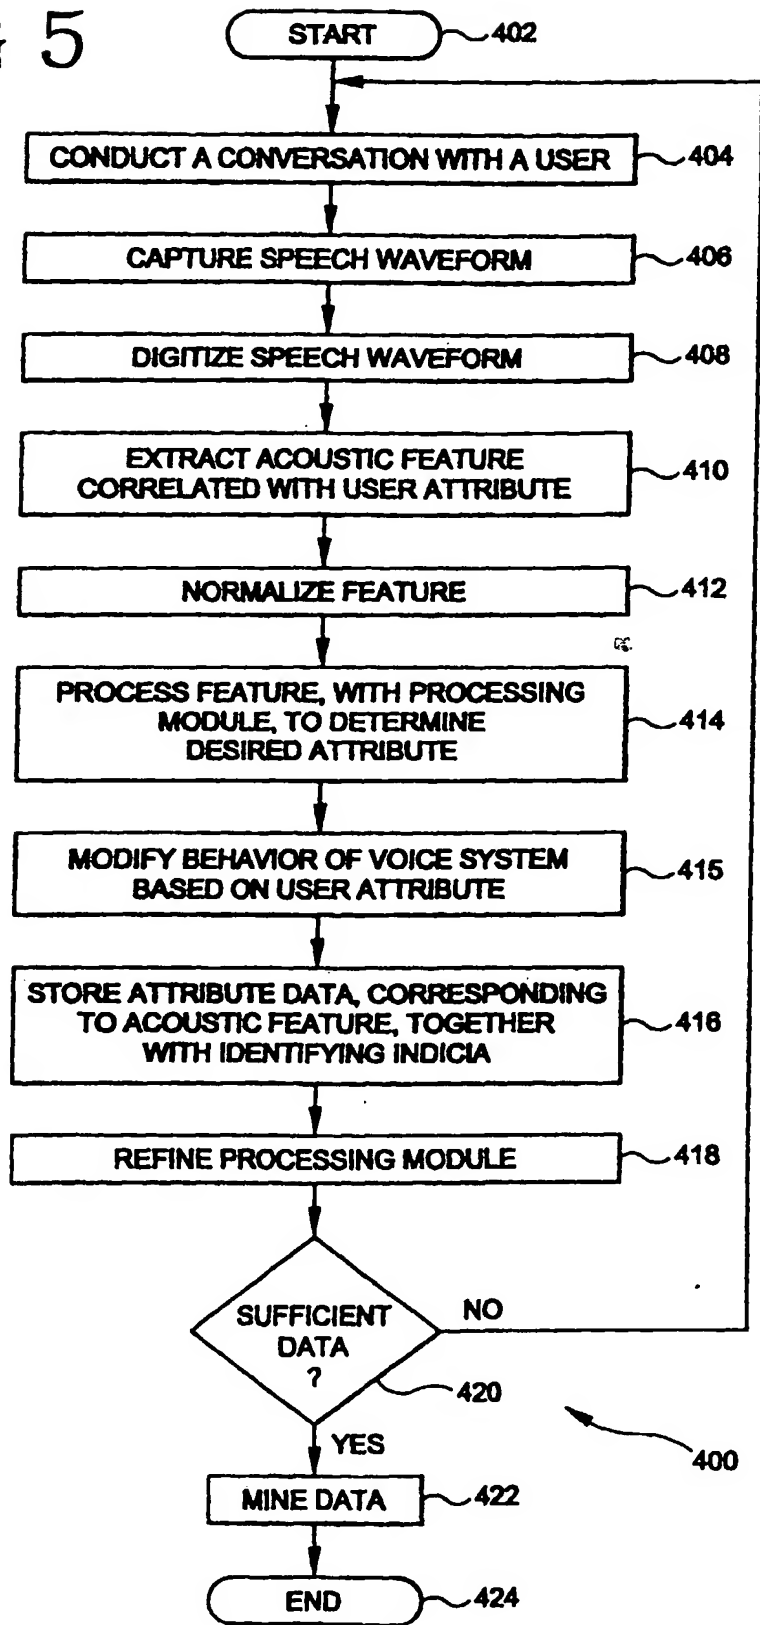 5
START
402
CONDUCT A CONVERSATION WITH A USER
404
CAPTURE SPEECH WAVEFORM
406
DIGITIZE SPEECH WAVEFORM
408
EXTRACT ACOUSTIC FEATURE
CORRELATED WITH USER ATTRIBUTE
410
NORMALIZE FEATURE
412
PROCESS FEATURE, WITH PROCESSING
MODULE, TO DETERMINE
DESIRED ATTRIBUTE
414
MODIFY BEHAVIOR OF VOICE SYSTEM
BASED ON USER ATTRIBUTE
415
STORE ATTRIBUTE DATA, CORRESPONDING
TO ACOUSTIC FEATURE, TOGETHER
WITH IDENTIFYING INDICIA
416
REFINE PROCESSING MODULE
418
SUFFICIENT
DATA
?
NO
420
YES
400
MINE DATA
422
END
424